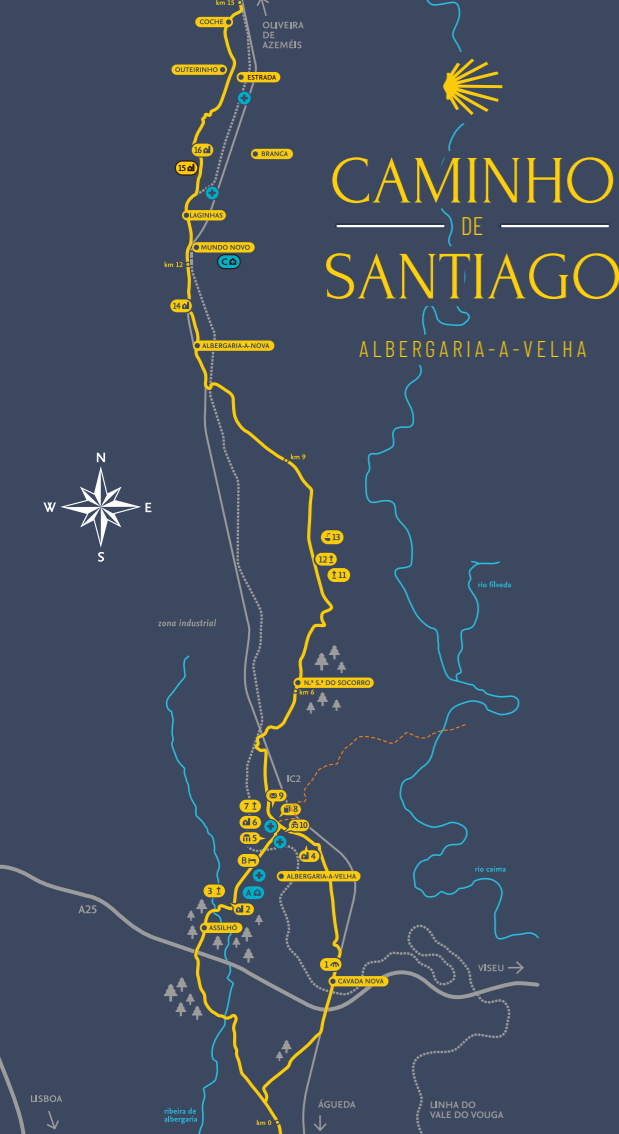 km 15
OLIVEIRA
DE
AZEMÉIS
COCHE
OUTEIRINHO
ESTRADA
BRANCA
16
15
LAGINHAS
MUNDO NOVO
C
km 12
14
ALBERGARIA-A-NOVA
CAMINHO
DE
SANTIAGO
ALBERGARIA-A-VELHA
km 9
N
W
E
S
13
12
11
rio filveda
zona industrial
N.ª S.ª DO SOCORRO
km 6
IC2
9
7
8
6
10
5
4
B
ALBERGARIA-A-VELHA
rio caima
3
A
2
A25
ASSILHÓ
1
VISEU
CAVADA NOVA
LISBOA
ÁGUEDA
LINHA DO
VALE DO VOUGA
ribeira de
albergaria
km 0